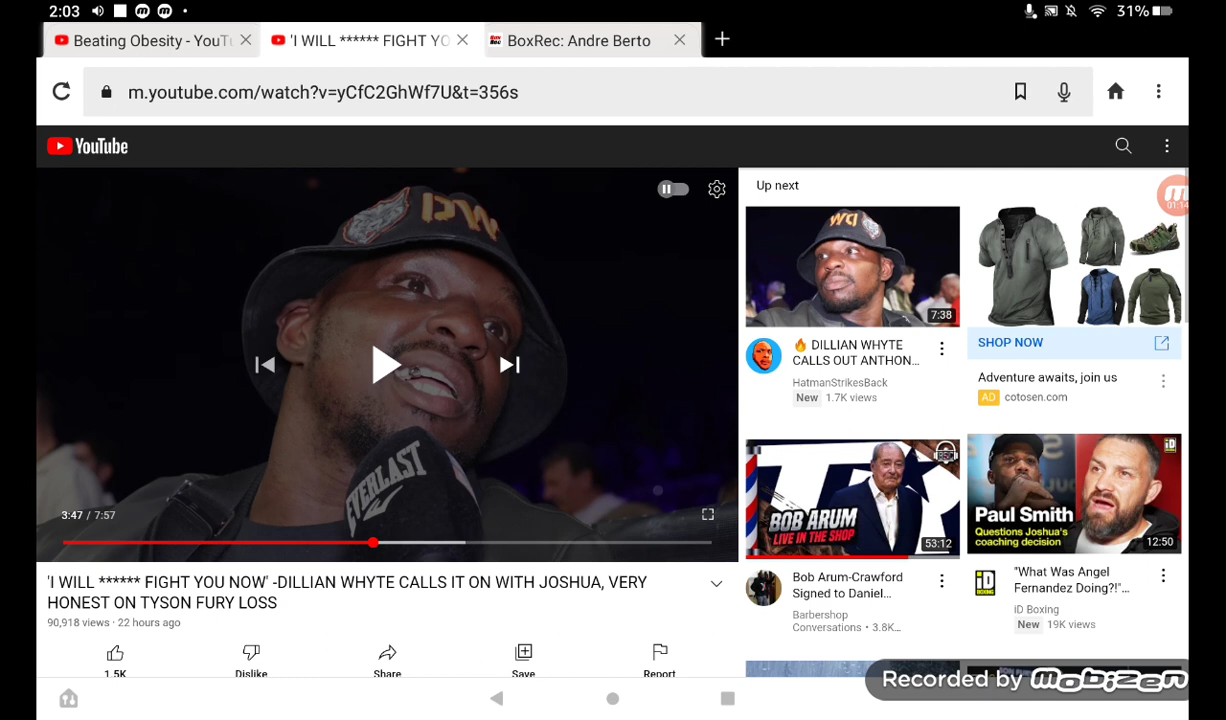 2:03
31%
Beating Obesity - YouTu
'I WILL ****** FIGHT YO
BoxRec: Andre Berto
m.youtube.com/watch?v=yCfC2GhWf7U&t=356s
YouTube
Up next
01:14
DW
EVERLAST
3:47 / 7:57
'I WILL ****** FIGHT YOU NOW' -DILLIAN WHYTE CALLS IT ON WITH JOSHUA, VERY
HONEST ON TYSON FURY LOSS
90,918 views · 22 hours ago
1.5K
Dislike
Share
Save
Report
7:38
🔥 DILLIAN WHYTE
CALLS OUT ANTHON...
HatmanStrikesBack
New 1.7K views
SHOP NOW
Adventure awaits, join us
AD cotosen.com
BOB ARUM
LIVE IN THE SHOP
53:12
Bob Arum-Crawford
Signed to Daniel...
Barbershop
Conversations • 3.8K...
iD
Paul Smith
Questions Joshua's
coaching decision
12:50
iD
BOXING
"What Was Angel
Fernandez Doing?!"...
iD Boxing
New 19K views
Recorded by mobizen